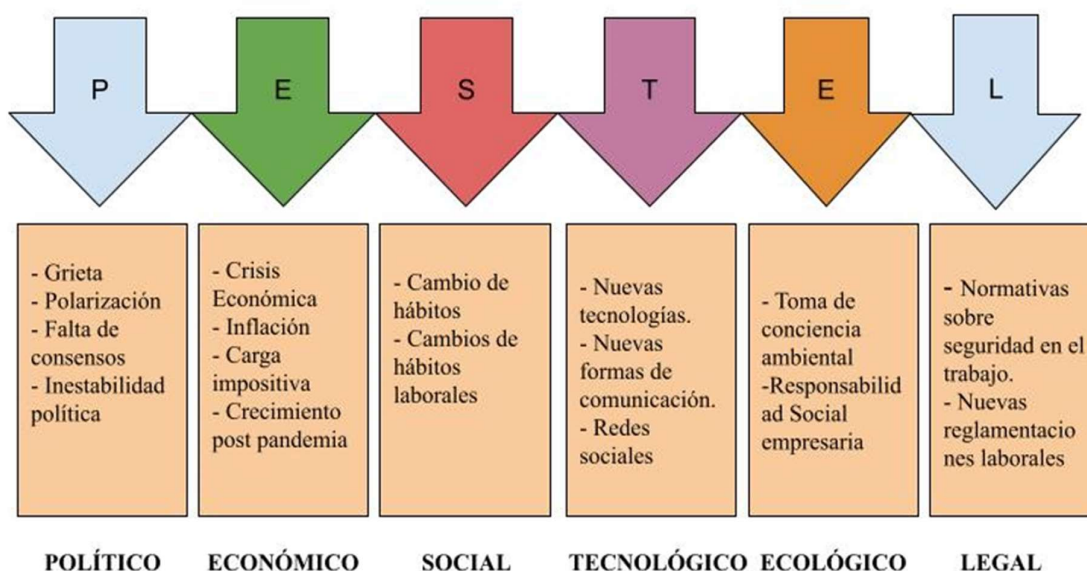 P
E
S
T
E
L
- Grieta
- Polarización
- Falta de
consensos
- Inestabilidad
política
- Crisis
Económica
- Inflación
- Carga
impositiva
- Crecimiento
post pandemia
- Cambio de
hábitos
- Cambios de
hábitos
laborales
- Nuevas
tecnologías.
- Nuevas
formas de
comunicación.
- Redes
sociales
- Toma de
conciencia
ambiental
-Responsabilid
ad Social
empresaria
- Normativas
sobre
seguridad en el
trabajo.
- Nuevas
reglamentacio
nes laborales
POLÍTICO
ECONÓMICO
SOCIAL
TECNOLÓGICO
ECOLÓGICO
LEGAL